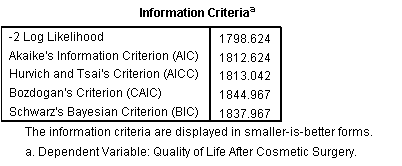 Information Criteriaa
-2 Log Likelihood 1798.624
Akaike's Information Criterion (AIC) 1812.624
Hurvich and Tsai's Criterion (AICC) 1813.042
Bozdogan's Criterion (CAIC) 1844.967
Schwarz's Bayesian Criterion (BIC) 1837.967
The information criteria are displayed in smaller-is-better forms.
a. Dependent Variable: Quality of Life After Cosmetic Surgery.